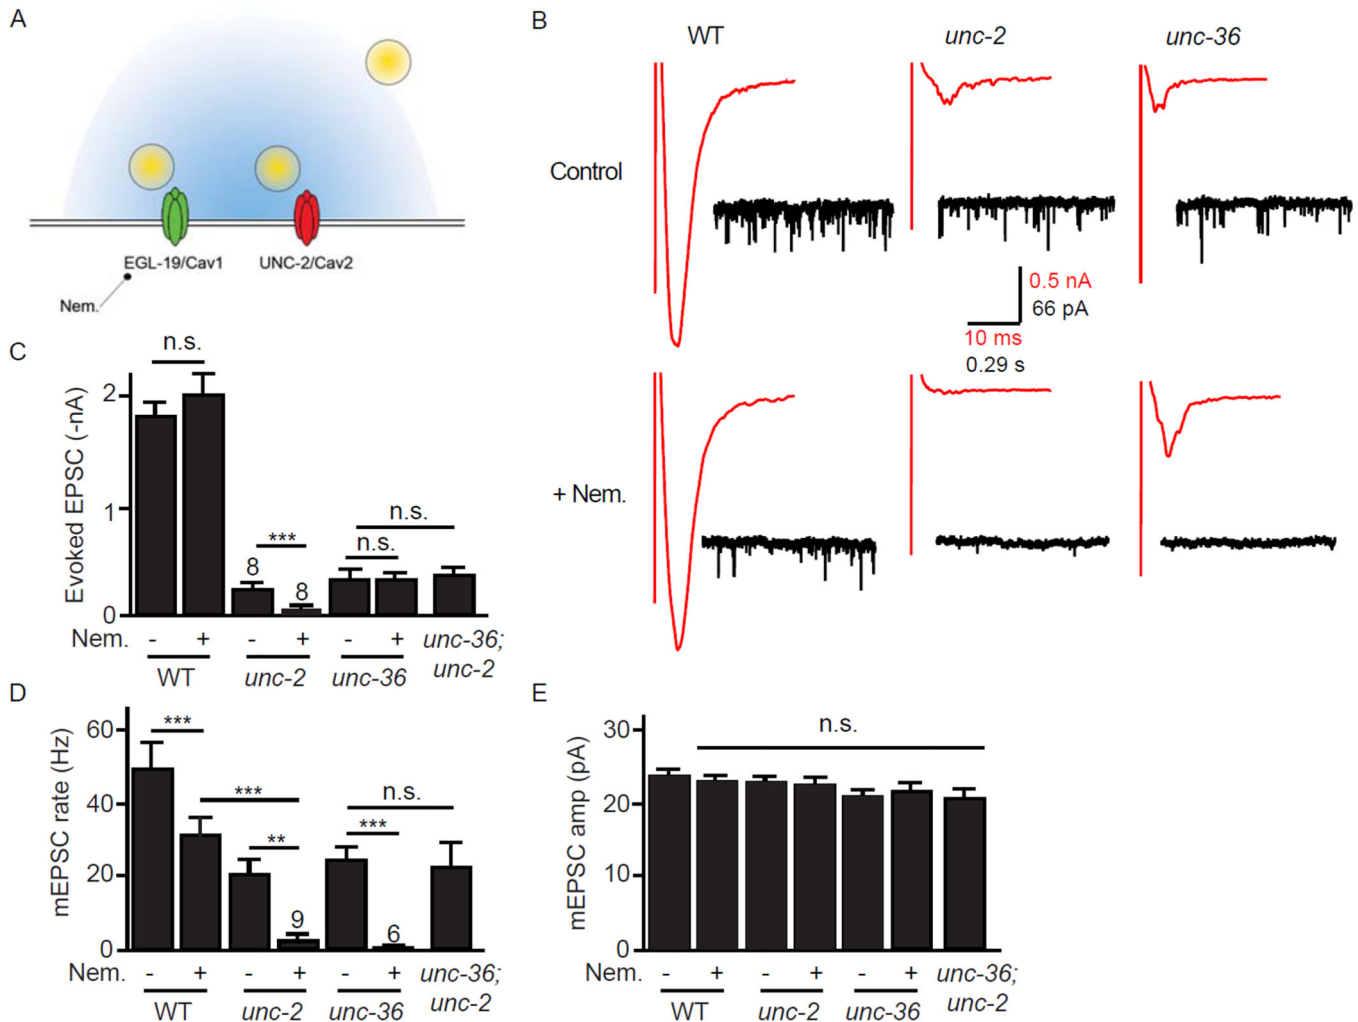 A
EGL-19/Cav1
UNC-2/Cav2
Nem.
B
WT
unc-2
unc-36
Control
0.5 nA
66 pA
10 ms
0.29 s
+ Nem.
C
Evoked EPSC (-nA)
2
1
0
n.s.
***
n.s.
n.s.
8
8
Nem. - + - + - + unc-36;
unc-2
WT unc-2 unc-36
D
mEPSC rate (Hz)
60
40
20
0
***
***
**
n.s.
***
9
6
Nem. - + - + - + unc-36;
unc-2
WT unc-2 unc-36
E
mEPSC amp (pA)
30
20
10
0
n.s.
Nem. - + - + - + unc-36;
unc-2
WT unc-2 unc-36